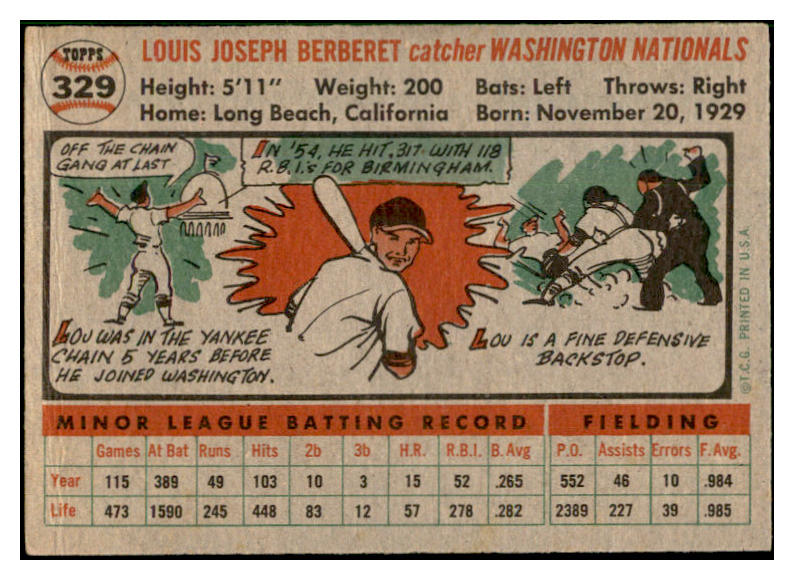 TOPPS
329
LOUIS JOSEPH BERBERET catcher WASHINGTON NATIONALS
Height: 5'11" Weight: 200 Bats: Left Throws: Right
Home: Long Beach, California Born: November 20, 1929
OFF THE CHAIN
GANG AT LAST
IN '54, HE HIT .317 WITH 118
R.B.I.'s FOR BIRMINGHAM.
LOU WAS IN THE YANKEE
CHAIN 5 YEARS BEFORE
HE JOINED WASHINGTON.
LOU IS A FINE DEFENSIVE
BACKSTOP.
©T.C.G. PRINTED IN U.S.A.
MINOR LEAGUE BATTING RECORD FIELDING
Games At Bat Runs Hits 2b 3b H.R. R.B.I. B. Avg P.O. Assists Errors F. Avg.
Year 115 389 49 103 10 3 15 52 .265 552 46 10 .984
Life 473 1590 245 448 83 12 57 278 .282 2389 227 39 .985